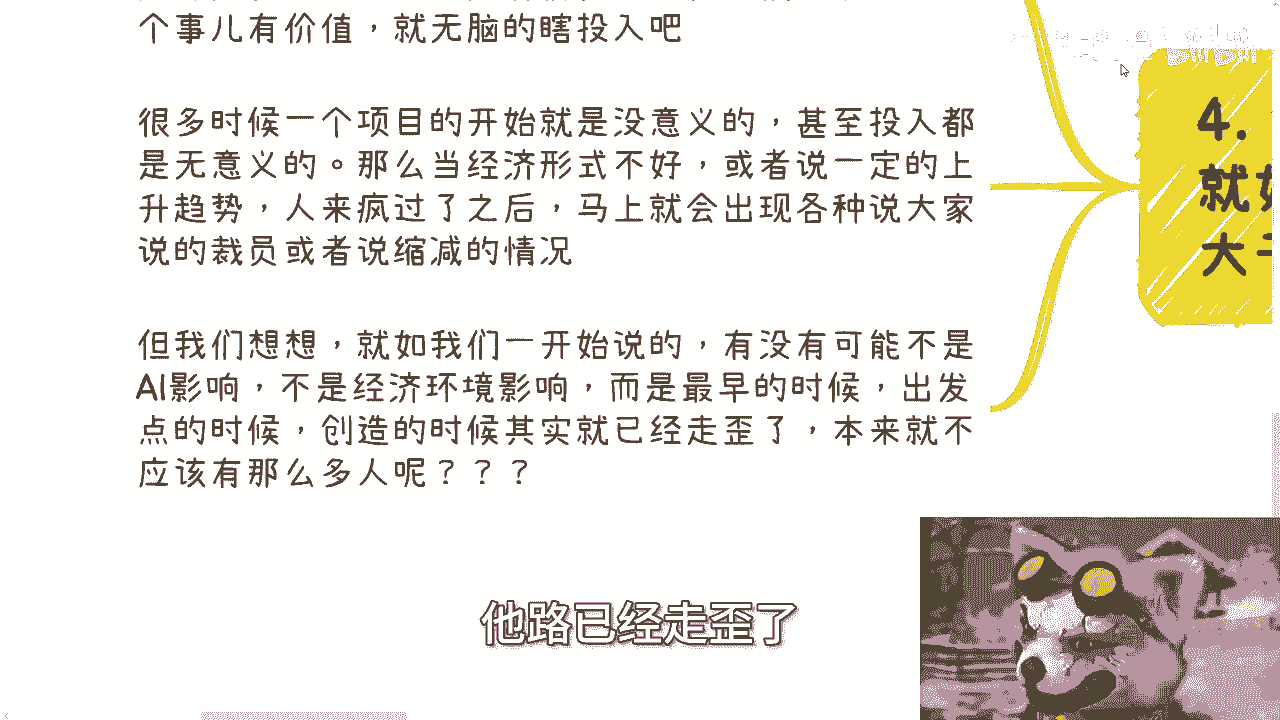 个事儿有价值，就无脑的瞎投入吧
很多时候一个项目的开始就是没意义的，甚至投入都
是无意义的。那么当经济形式不好，或者说一定的上
升趋势，人来疯过了之后，马上就会出现各种说大家
说的裁员或者说缩减的情况
但我们想想，就如我们一开始说的，有没有可能不是
AI影响，不是经济环境影响，而是最早的时候，出发
点的时候，创造的时候其实就已经走歪了，本来就不
应该有那么多人呢？？？
4.
就
大
他路已经走歪了